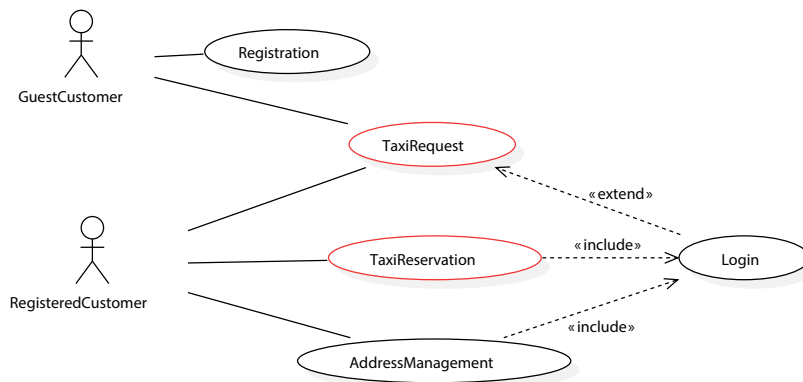 Registration
GuestCustomer
TaxiRequest
«extend»
TaxiReservation
«include»
Login
RegisteredCustomer
«include»
AddressManagement